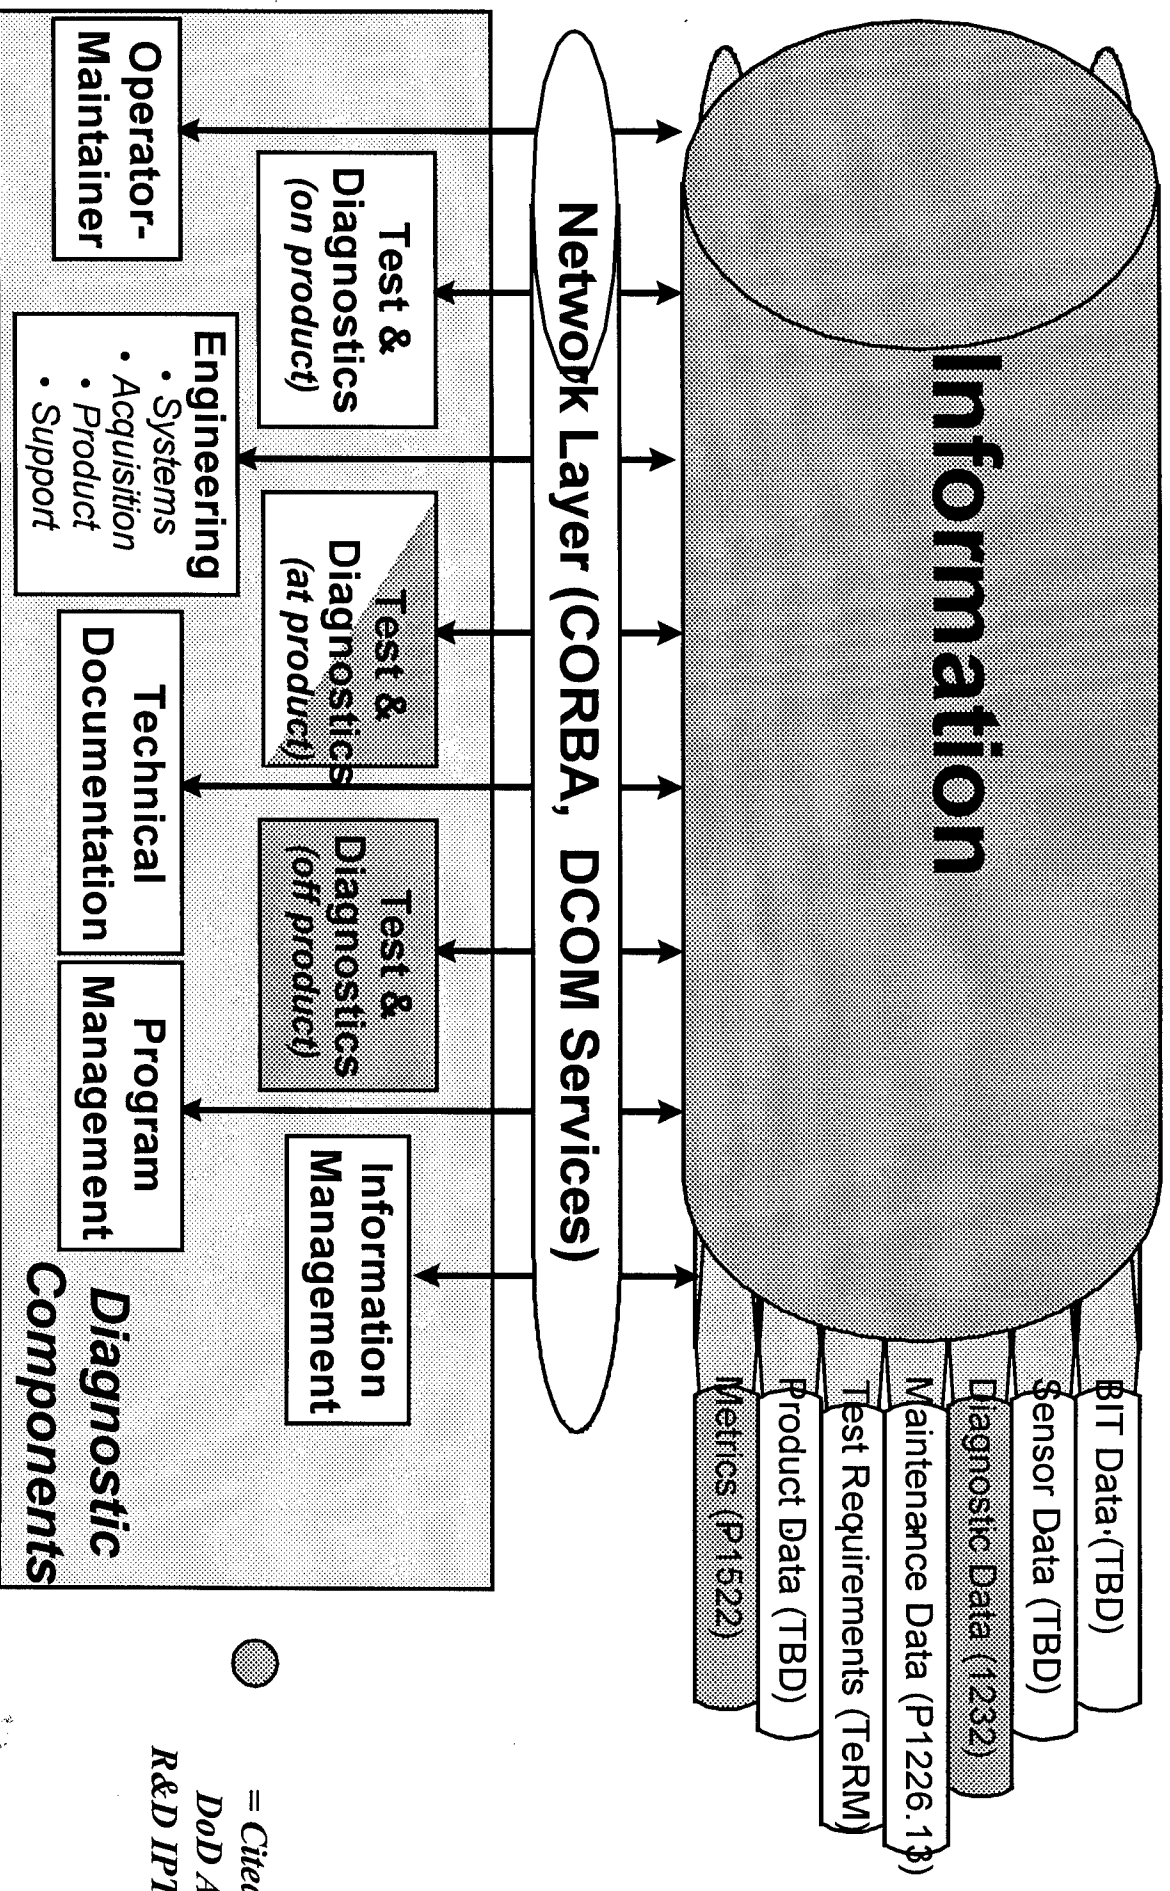 Information
BIT Data (TBD)
Sensor Data (TBD)
Diagnostic Data (1232)
Maintenance Data (P1226.13)
Test Requirements (TeRM)
Product Data (TBD)
Metrics (P1522)
Network Layer (CORBA, DCOM Services)
Test &
Diagnostics
(on product)
Test &
Diagnostics
(at product)
Test &
Diagnostics
(off product)
Information
Management
Operator-
Maintainer
Engineering
• Systems
• Acquisition
• Product
• Support
Technical
Documentation
Program
Management
Diagnostic
Components
=
DoD
R&D IPT